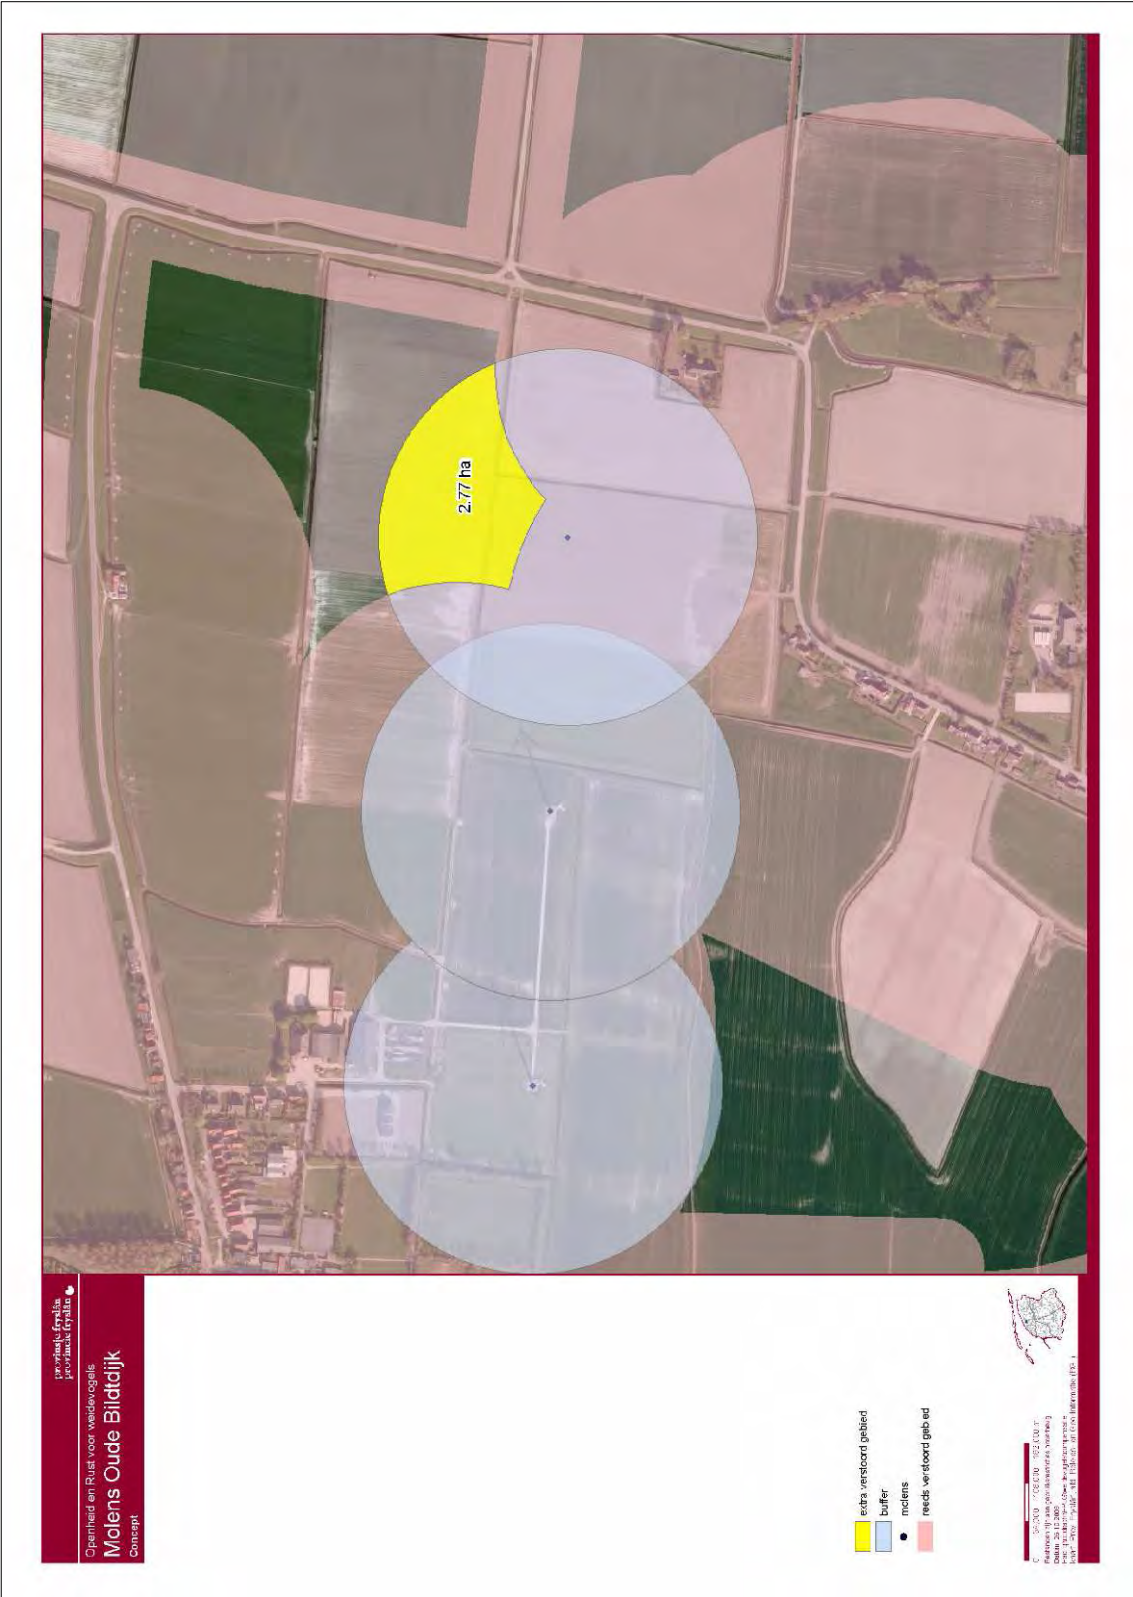 provinsje fryslân
provincie fryslân
Openheid en Rust voor weidevogels
Molens Oude Bildtdijk
Concept
2.77 ha
extra verstoord gebied
buffer
molens
reeds verstoord gebied